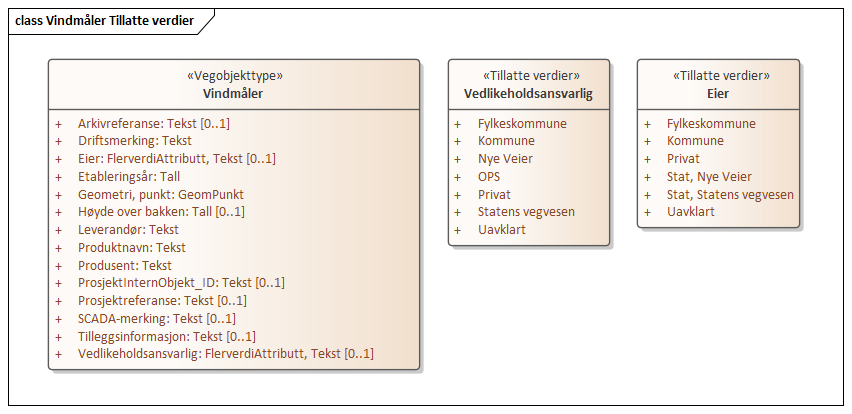 class Vindmåler Tillatte verdier
«Vegobjekttype»
Vindmåler
+ Arkivreferanse: Tekst [0..1]
+ Driftsmerking: Tekst
+ Eier: FlerverdiAttributt, Tekst [0..1]
+ Etableringsår: Tall
+ Geometri, punkt: GeomPunkt
+ Høyde over bakken: Tall [0..1]
+ Leverandør: Tekst
+ Produktnavn: Tekst
+ Produsent: Tekst
+ ProsjektInternObjekt_ID: Tekst [0..1]
+ Prosjektreferanse: Tekst [0..1]
+ SCADA-merking: Tekst [0..1]
+ Tilleggsinformasjon: Tekst [0..1]
+ Vedlikeholdsansvarlig: FlerverdiAttributt, Tekst [0..1]
«Tillatte verdier»
Vedlikeholdsansvarlig
+ Fylkeskommune
+ Kommune
+ Nye Veier
+ OPS
+ Privat
+ Statens vegvesen
+ Uavklart
«Tillatte verdier»
Eier
+ Fylkeskommune
+ Kommune
+ Privat
+ Stat, Nye Veier
+ Stat, Statens vegvesen
+ Uavklart